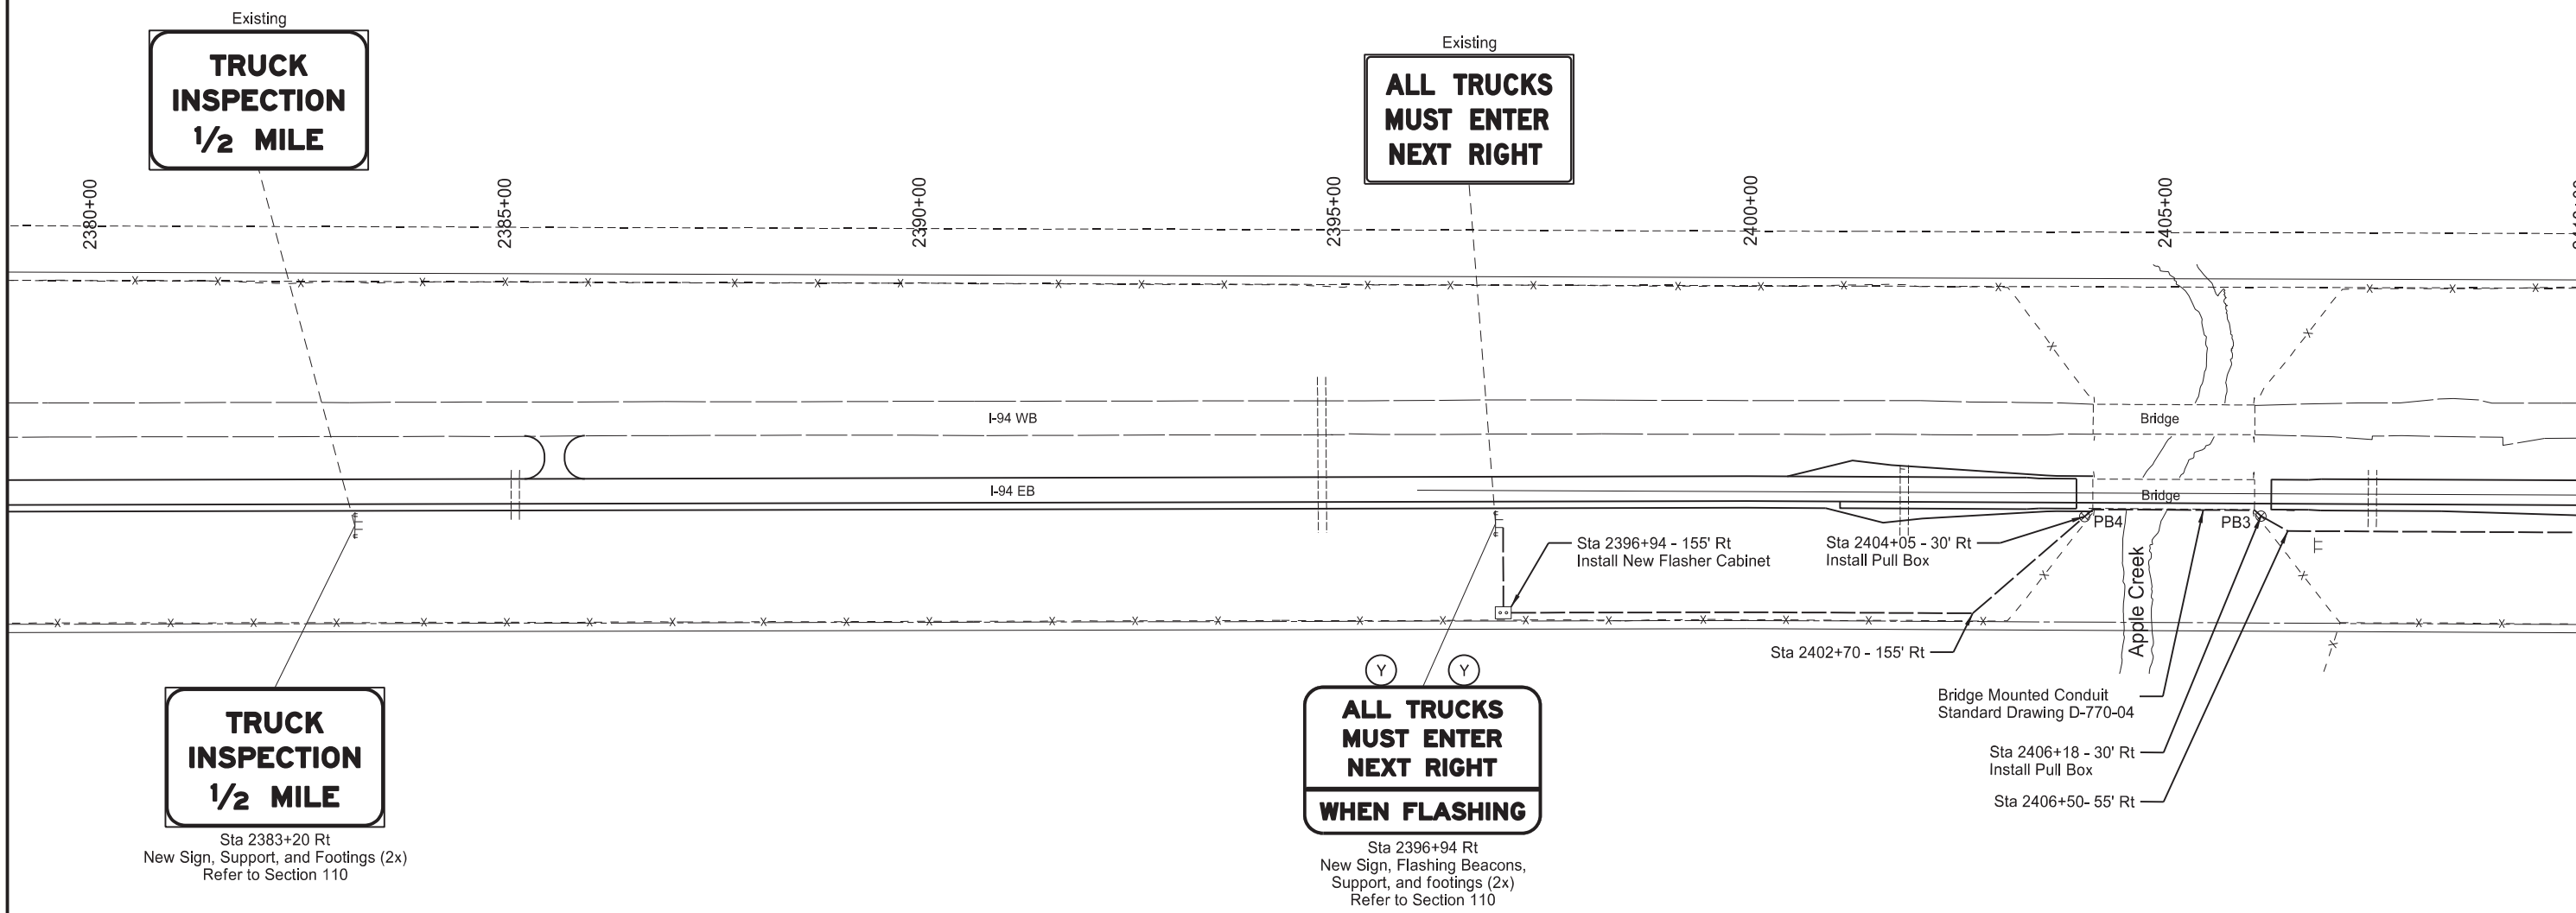 Existing
TRUCK
INSPECTION
1/2 MILE
Existing
ALL TRUCKS
MUST ENTER
NEXT RIGHT
2380+00
2385+00
2390+00
2395+00
2400+00
2405+00
I-94 WB
Bridge
I-94 EB
Bridge
PB4
PB3
Sta 2396+94 - 155' Rt
Install New Flasher Cabinet
Sta 2404+05 - 30' Rt
Install Pull Box
Apple Creek
Sta 2402+70 - 155' Rt
Bridge Mounted Conduit
Standard Drawing D-770-04
Sta 2406+18 - 30' Rt
Install Pull Box
Sta 2406+50- 55' Rt
TRUCK
INSPECTION
1/2 MILE
Sta 2383+20 Rt
New Sign, Support, and Footings (2x)
Refer to Section 110
Y Y
ALL TRUCKS
MUST ENTER
NEXT RIGHT
WHEN FLASHING
Sta 2396+94 Rt
New Sign, Flashing Beacons,
Support, and footings (2x)
Refer to Section 110